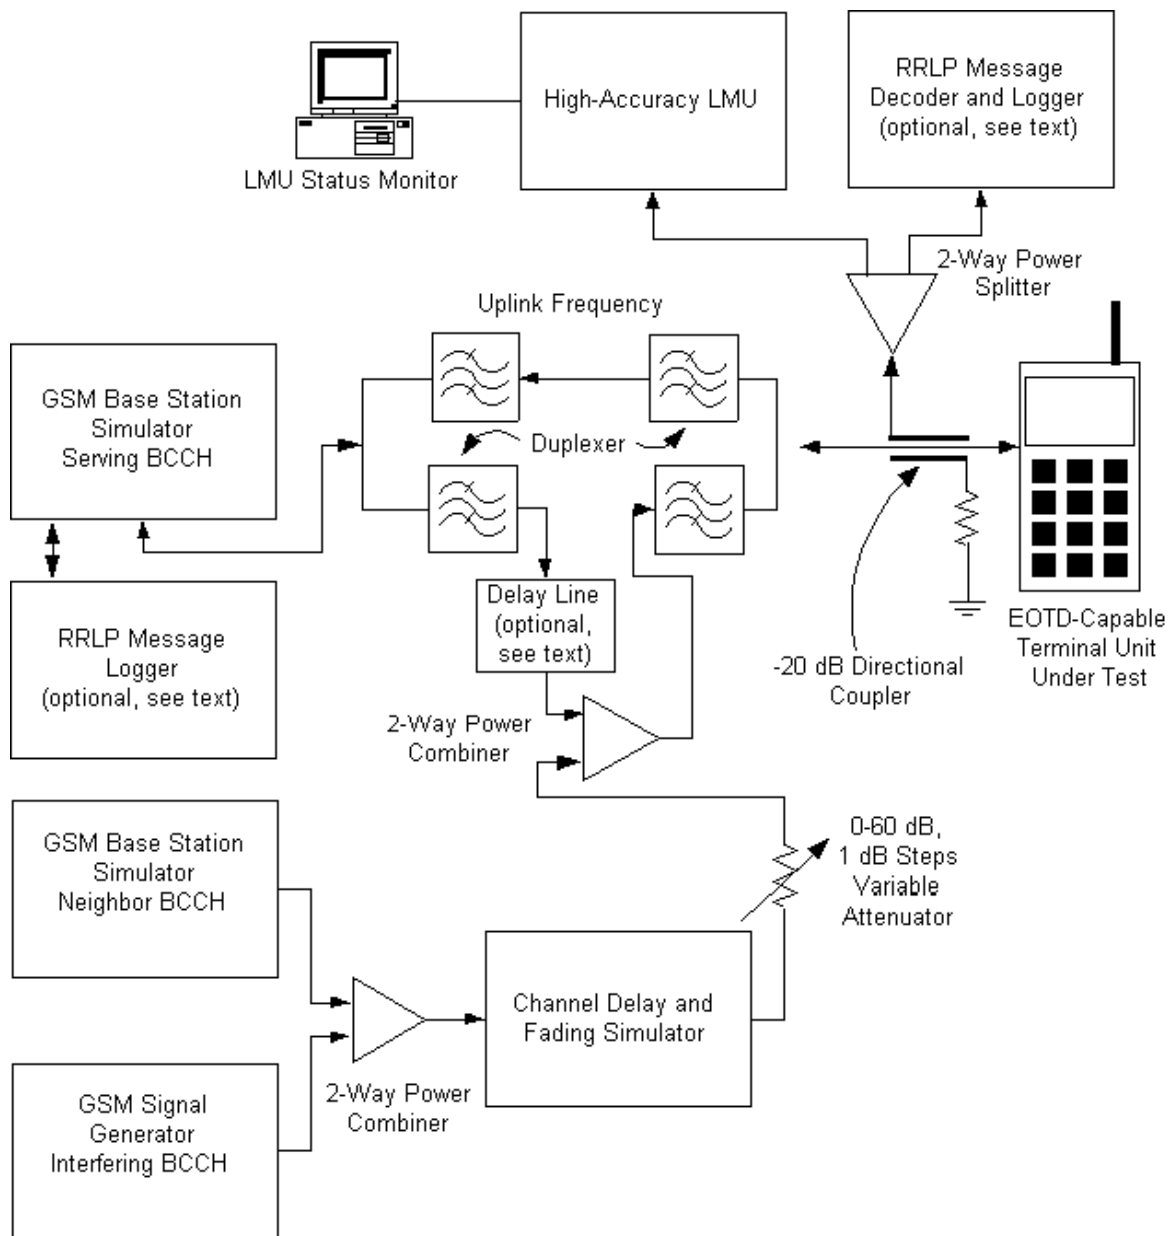 High-Accuracy LMU
RRLP Message
Decoder and Logger
(optional, see text)
LMU Status Monitor
2-Way Power
Splitter
Uplink Frequency
GSM Base Station
Simulator
Serving BCCH
Duplexer
Delay Line
(optional,
see text)
RRLP Message
Logger
(optional, see text)
-20 dB Directional
Coupler
EOTD-Capable
Terminal Unit
Under Test
2-Way Power
Combiner
GSM Base Station
Simulator
Neighbor BCCH
0-60 dB,
1 dB Steps
Variable
Attenuator
Channel Delay and
Fading Simulator
2-Way Power
Combiner
GSM Signal
Generator
Interfering BCCH